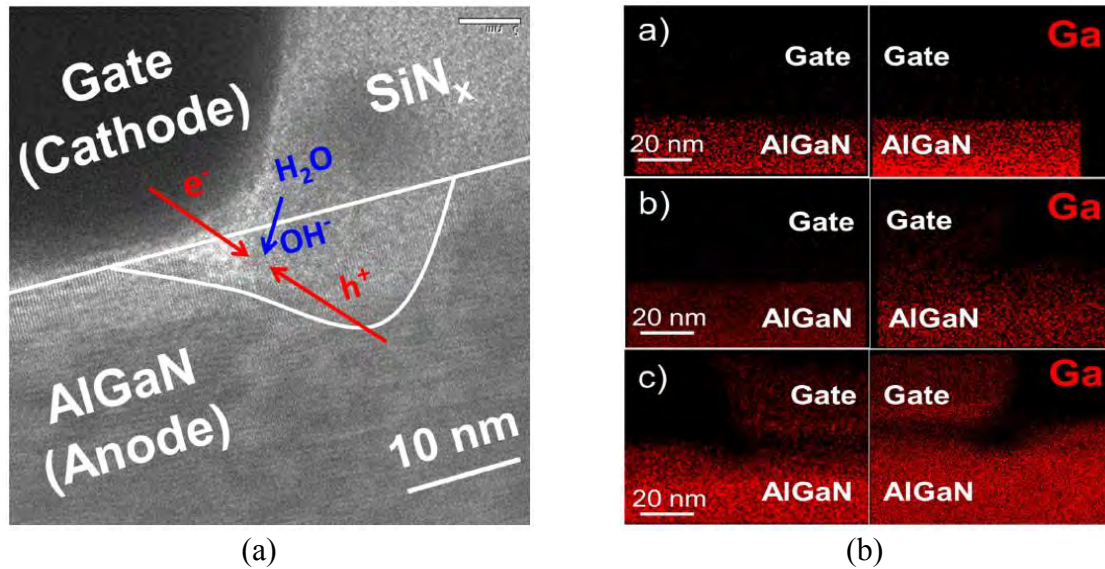 Gate
(Cathode)
SiNx
e-
H2O
OH-
h+
AlGaN
(Anode)
10 nm
(a)
a)
Gate
Gate
Ga
20 nm
AlGaN
AlGaN
b)
Gate
Gate
Ga
20 nm
AlGaN
AlGaN
c)
Gate
Gate
Ga
20 nm
AlGaN
AlGaN
(b)